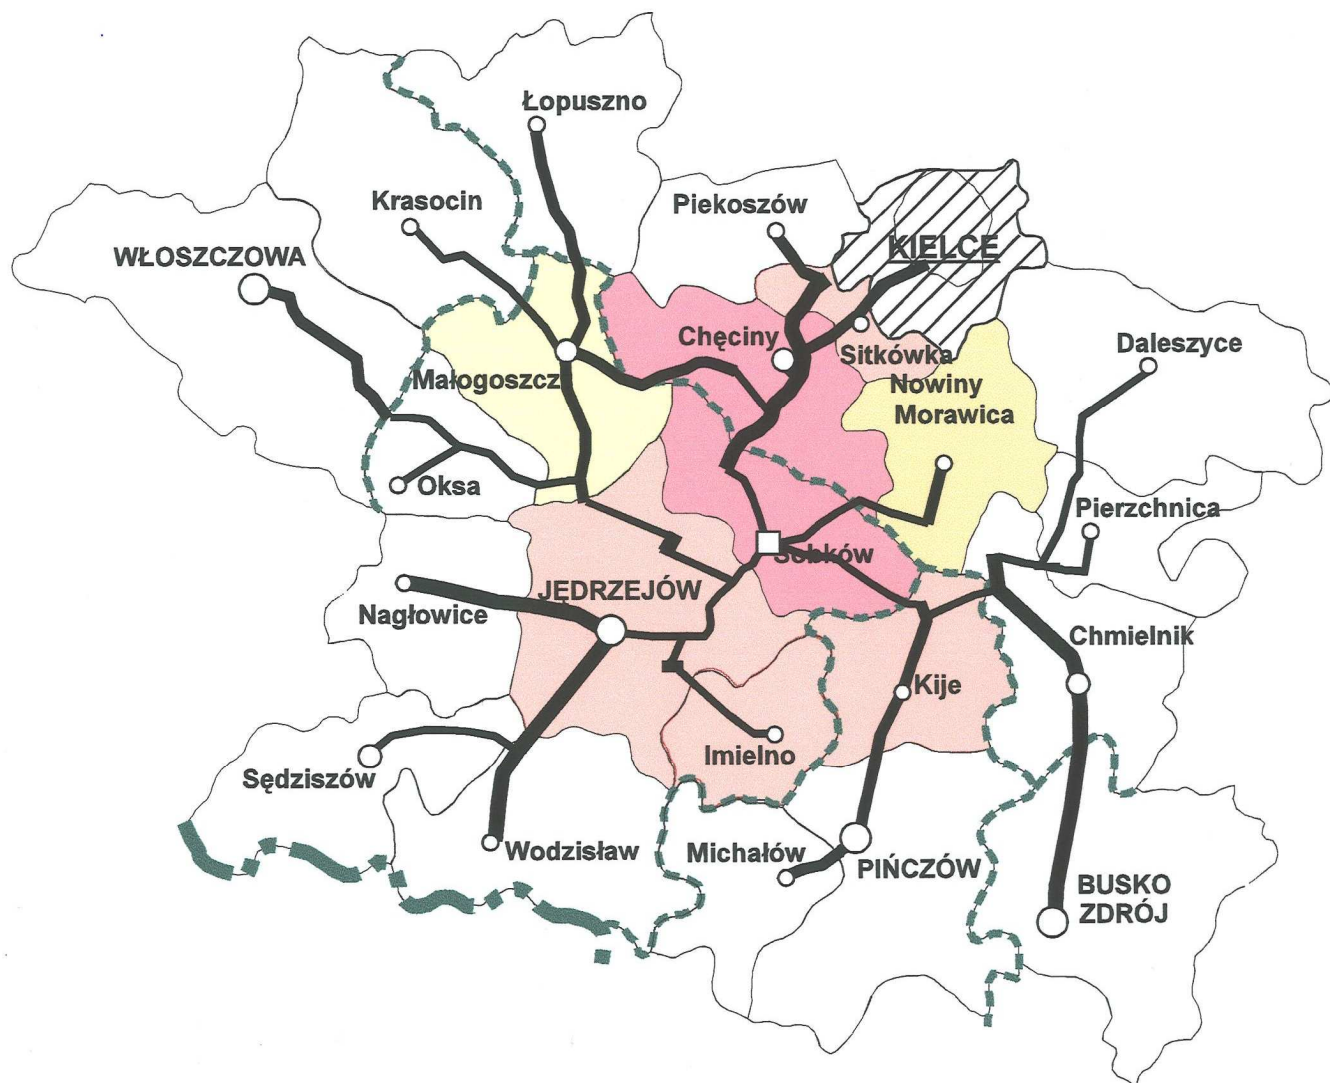 Łopuszno
Krasocin
Piekoszów
WŁOSZCZOWA
KIELCE
Chęciny
Sitkówka
Nowiny
Daleszyce
Małogoszcz
Morawica
Oksa
Pierzchnica
Sobków
JĘDRZEJÓW
Nagłowice
Chmielnik
Kije
Imielno
Sędziszów
Wodzisław
Michałów
PIŃCZÓW
BUSKO
ZDRÓJ